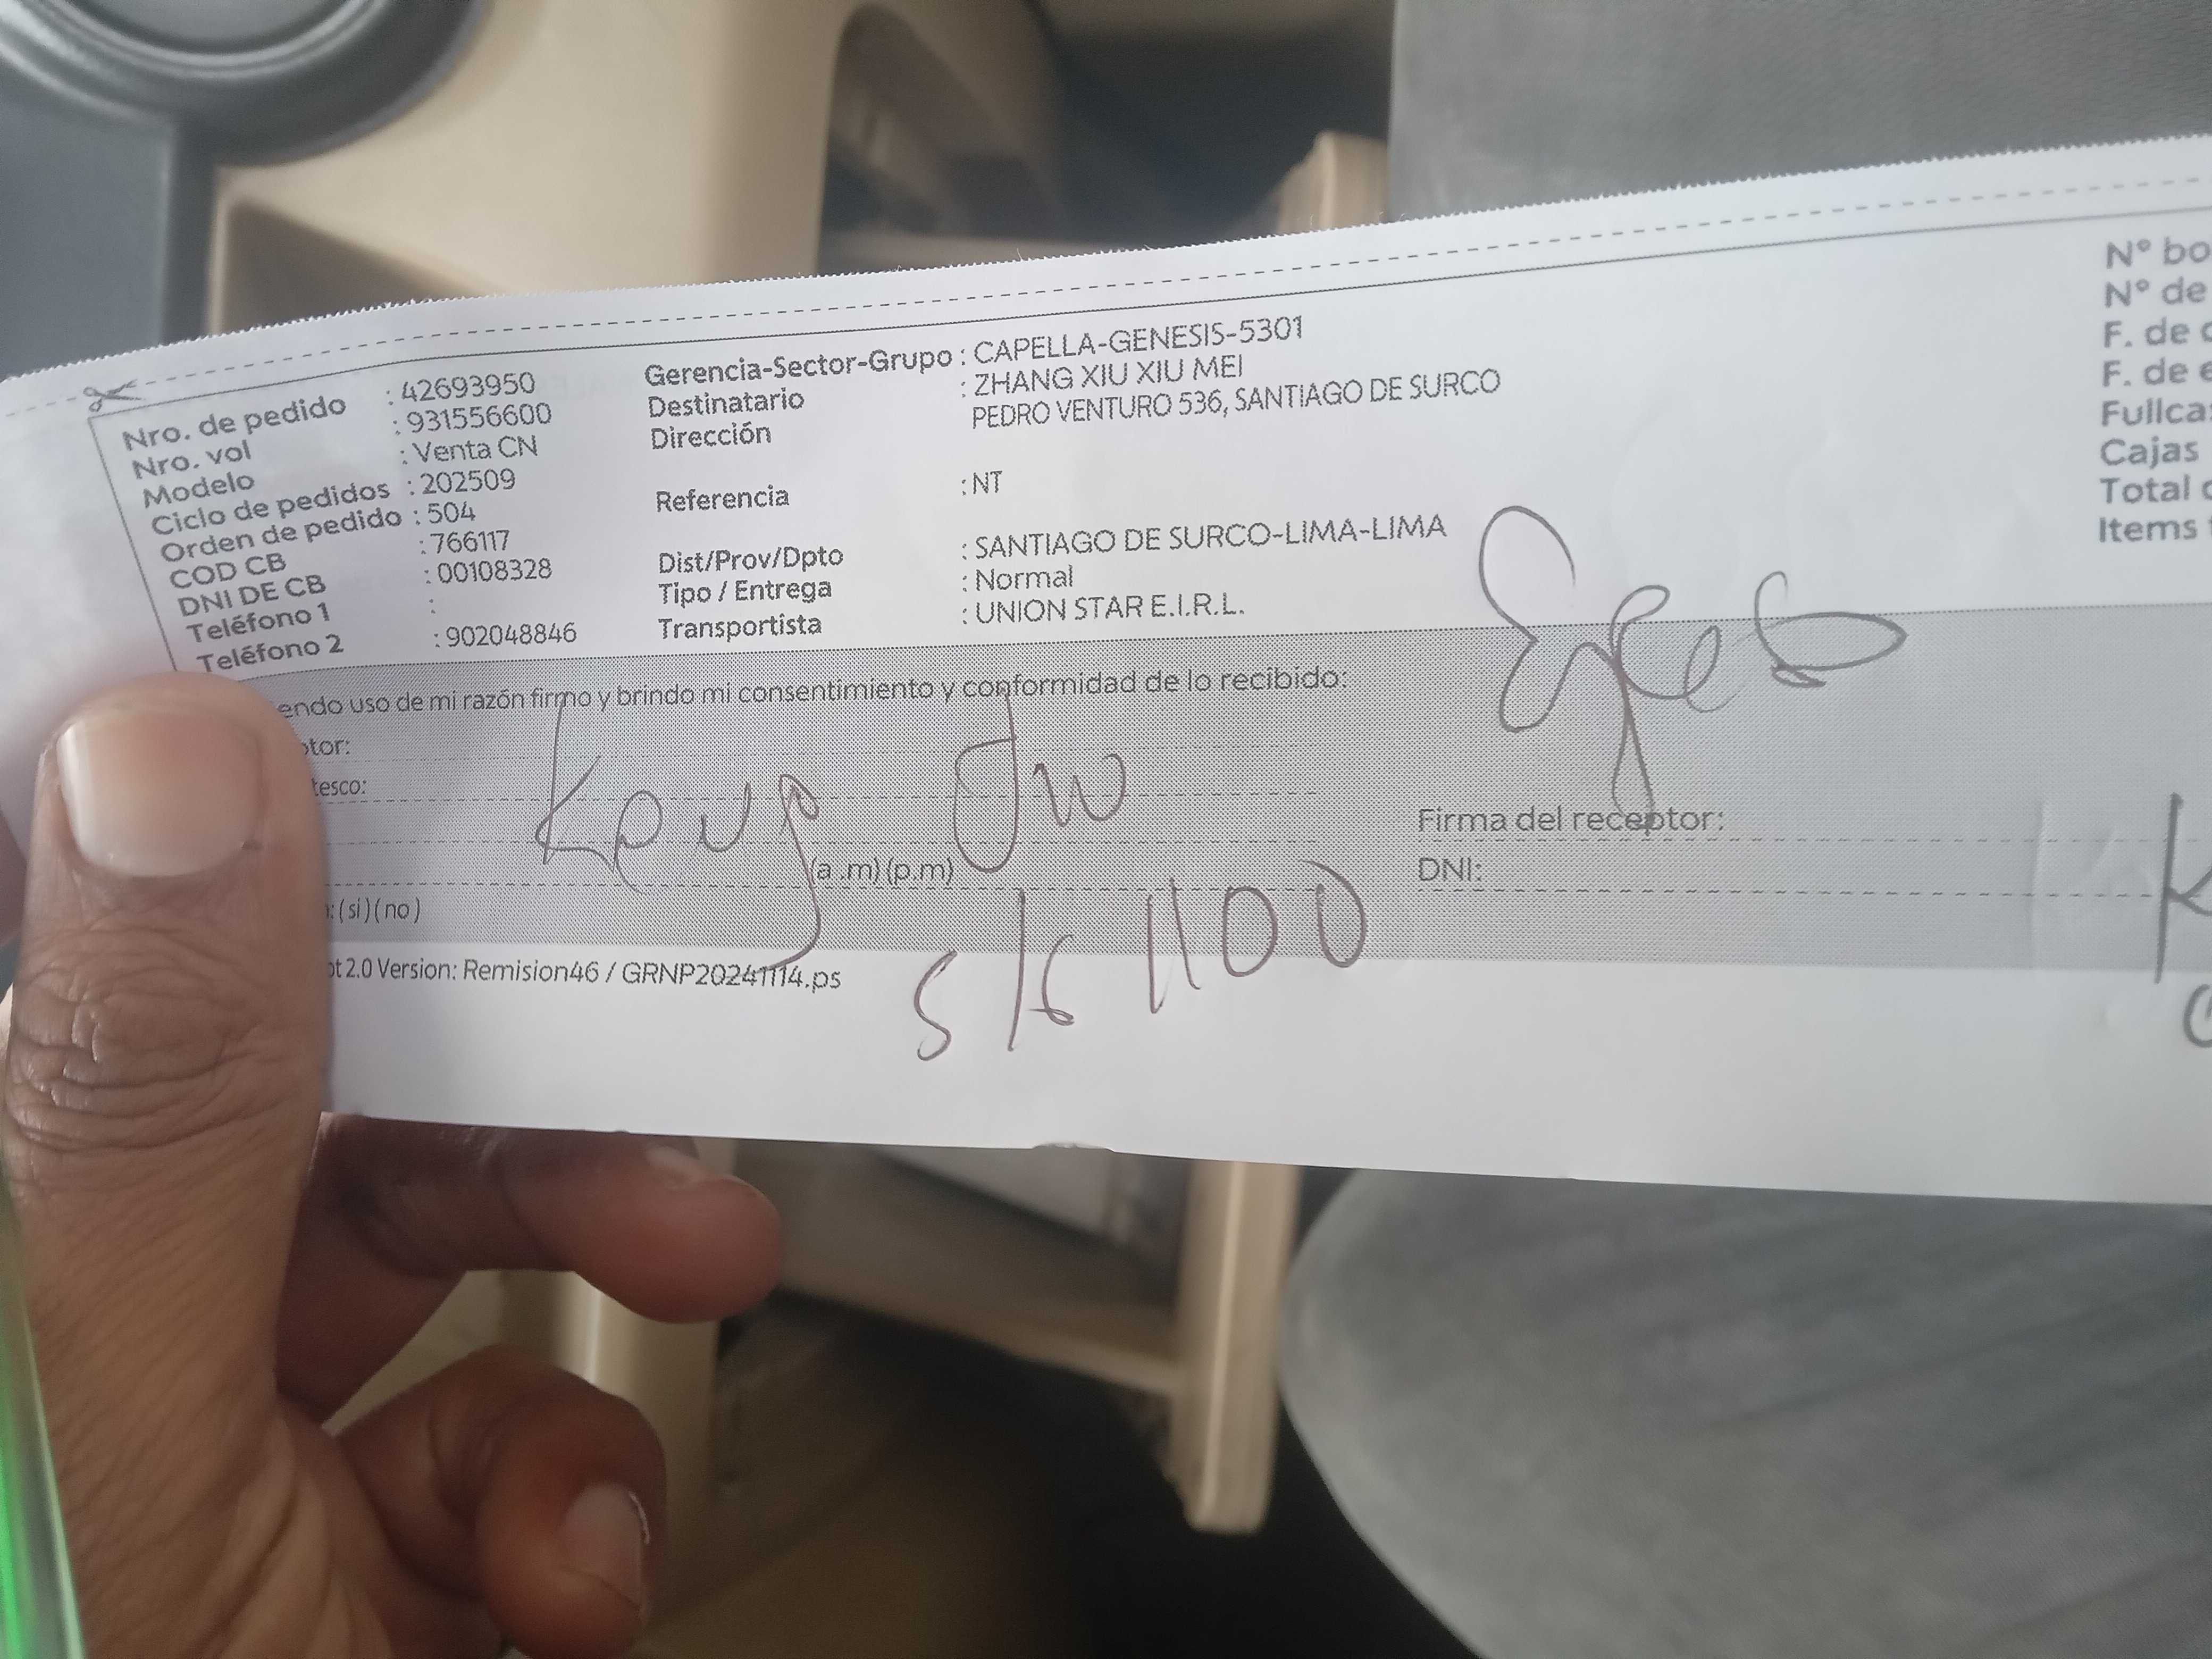 Nro. de pedido : 42693950
Nro. vol : 931556600
Modelo : Venta CN
Ciclo de pedidos : 202509
Orden de pedido : 504
COD CB : 766117
DNI DE CB : 00108328
Teléfono 1 :
Teléfono 2 : 902048846
Gerencia-Sector-Grupo : CAPELLA-GENESIS-5301
Destinatario : ZHANG XIU XIU MEI
Dirección PEDRO VENTURO 536, SANTIAGO DE SURCO
Referencia : NT
Dist/Prov/Dpto : SANTIAGO DE SURCO-LIMA-LIMA
Tipo / Entrega : Normal
Transportista : UNION STAR E.I.R.L.
Nº bo
Nº de
F. de
F. de
Fullca
Cajas
Total
Items
endo uso de mi razón firmo y brindo mi consentimiento y conformidad de lo recibido:
tor:
tesco:
(a .m) (p.m)
: (si) (no)
Firma del receptor:
DNI:
1100
t 2.0 Version: Remision46 / GRNP20241114.ps